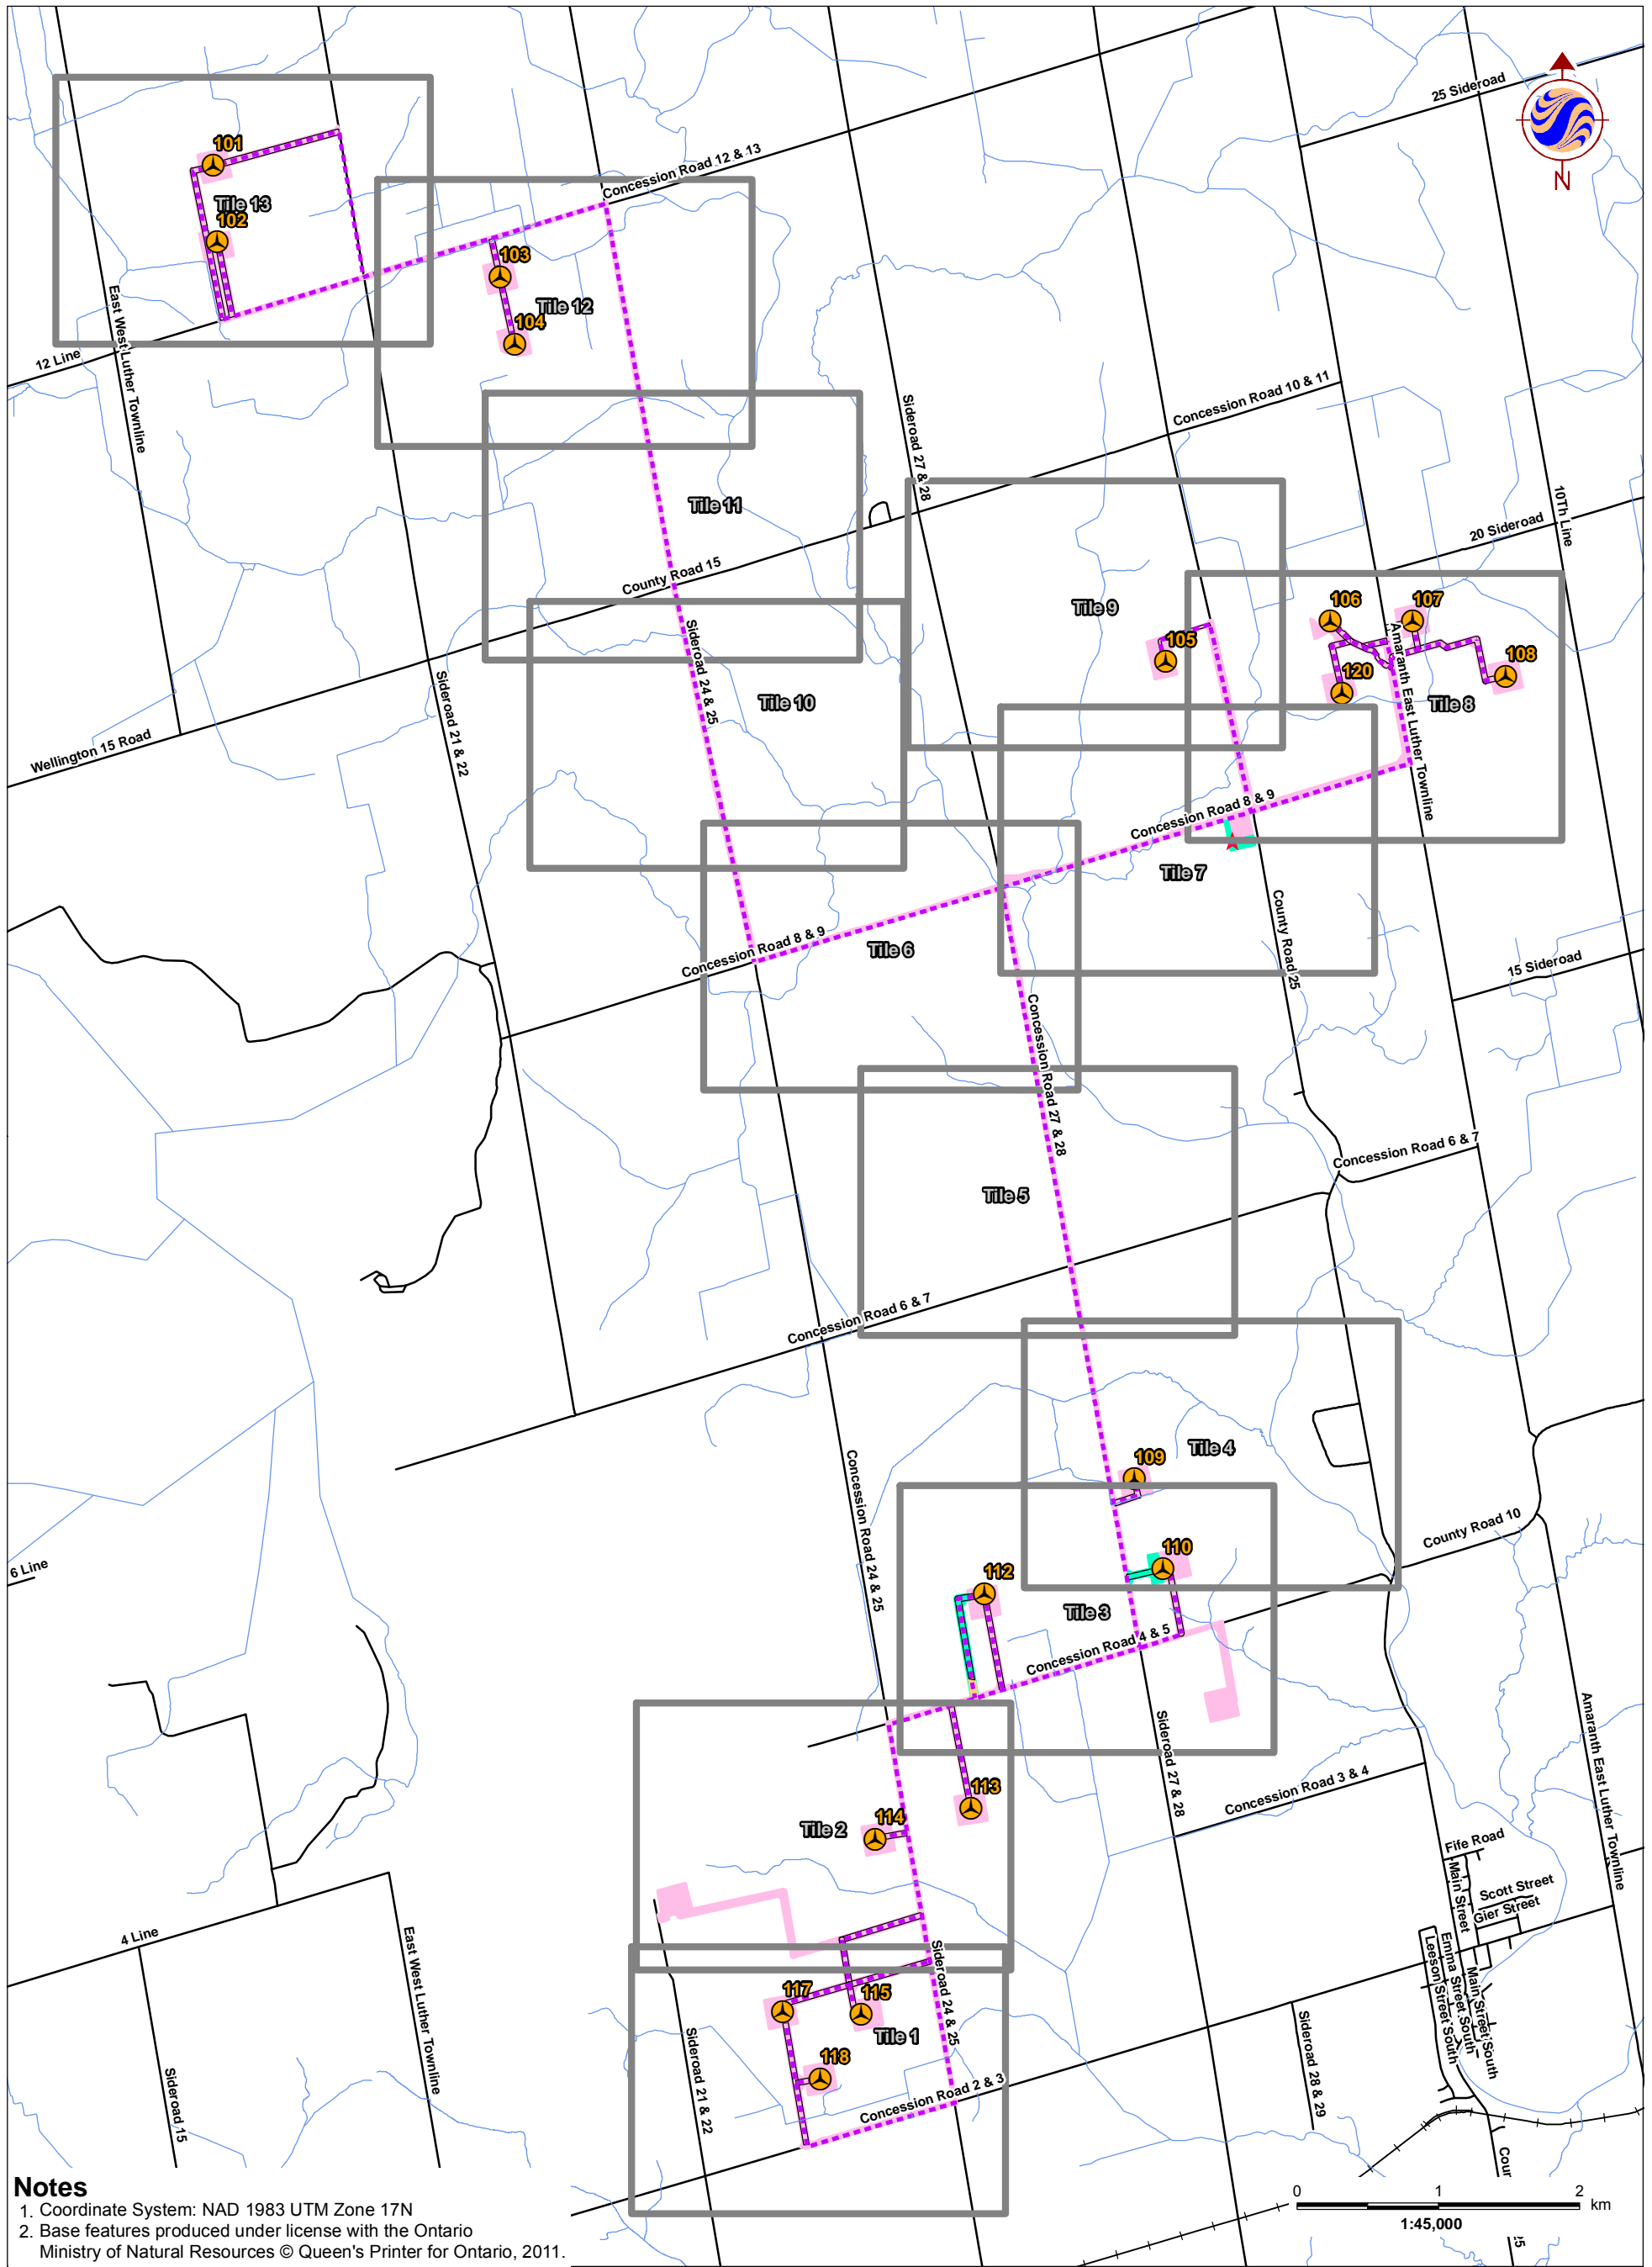 25 Sideroad
N
Concession Road 12 & 13
101
Tile 13
102
103
Tile 12
104
East West Luther Townline
12 Line
Concession Road 10 & 11
Sideroad 27 & 28
Tile 11
10Th Line
20 Sideroad
County Road 15
Tile 9
106
107
105
108
120
Amaranth East Luther Townline
Tile 8
Sideroad 24 & 25
Tile 10
Sideroad 21 & 22
Wellington 15 Road
Concession Road 8 & 9
Tile 7
County Road 25
Concession Road 8 & 9
Tile 6
15 Sideroad
Concession Road 27 & 28
Concession Road 6 & 7
Tile 5
Concession Road 6 & 7
Tile 4
109
Concession Road 24 & 25
County Road 10
110
6 Line
112
Tile 3
Concession Road 4 & 5
Amaranth East Luther Townline
Sideroad 27 & 28
Concession Road 3 & 4
113
114
Tile 2
Fife Road
Main Street
Scott Street
Gier Street
4 Line
East West Luther Townline
Sideroad 24 & 25
Leeson Street South
Emma Street South
Main Street South
117
115
Tile 1
118
Sideroad 21 & 22
Concession Road 2 & 3
Sideroad 28 & 29
Sideroad 15
Cour
Notes
1. Coordinate System: NAD 1983 UTM Zone 17N
2. Base features produced under license with the Ontario
Ministry of Natural Resources © Queen's Printer for Ontario, 2011.
0 1 2 km
1:45,000